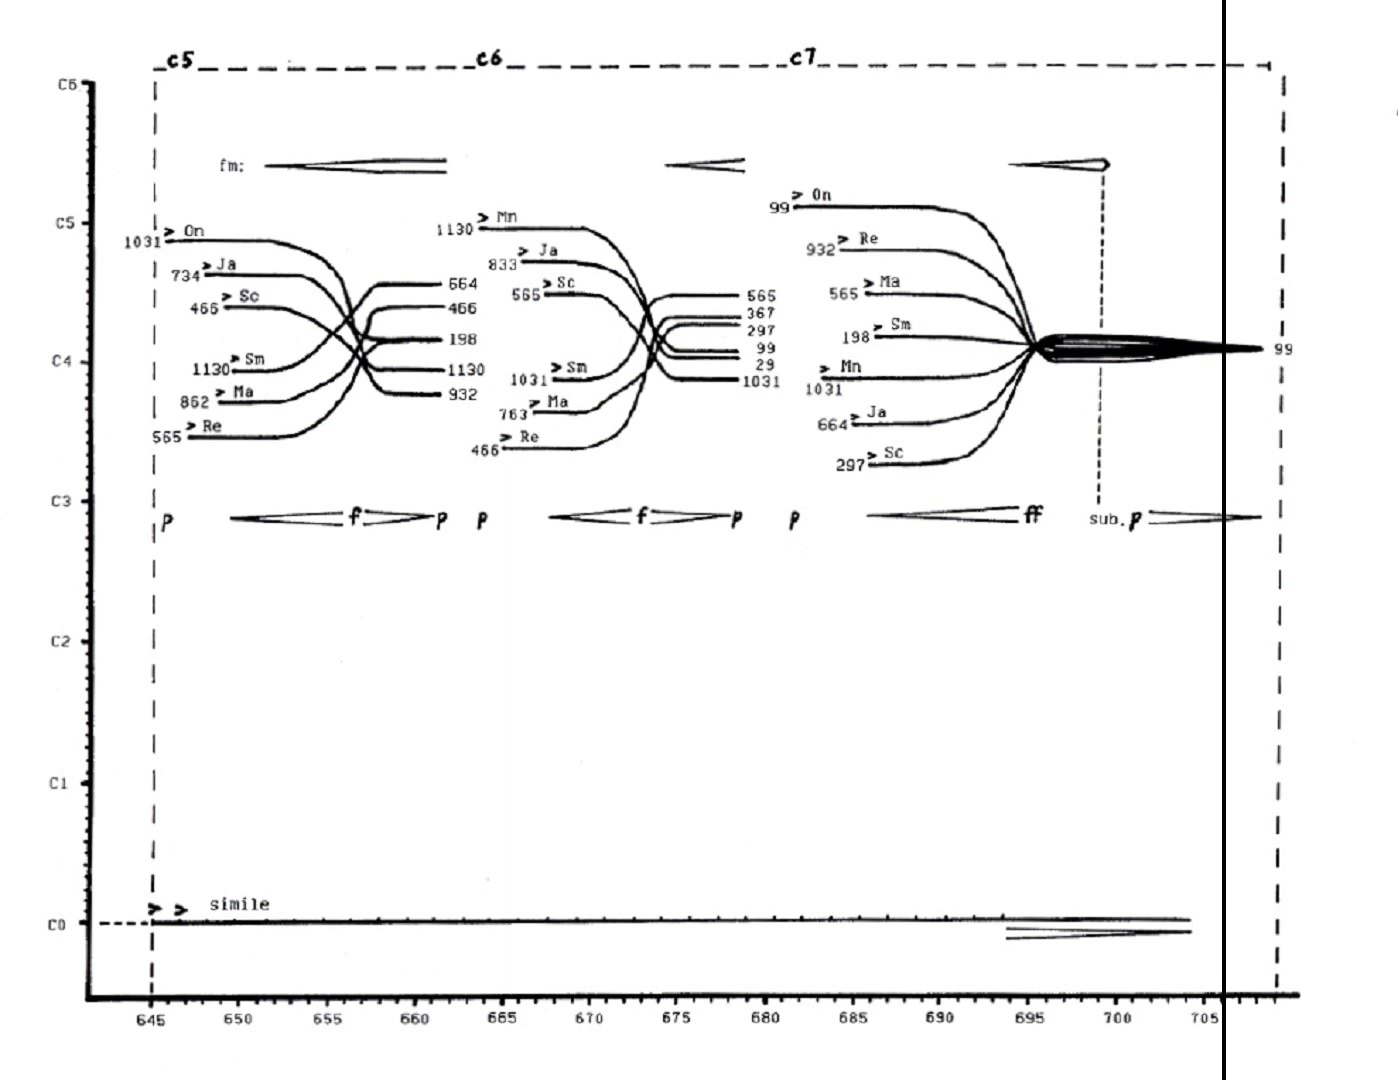 c5 c6 c7
C6
fm:
> On
99
> Mn
1130
> Re
932
C5
> On
1031
> Ja
833
> Ja
734
> Sc
565
> Ma
565
664
565
> Sc
466
466
367
297
> Sm
198
198
99
99
C4
29
> Sm
1130
1130
> Sm
1031
1031
> Mn
1031
> Ma
862
932
> Ma
763
> Ja
664
> Re
565
> Re
466
> Sc
297
C3
p f p p f p p ff sub. p
C2
C1
> > simile
C0
645 650 655 660 665 670 675 680 685 690 695 700 705